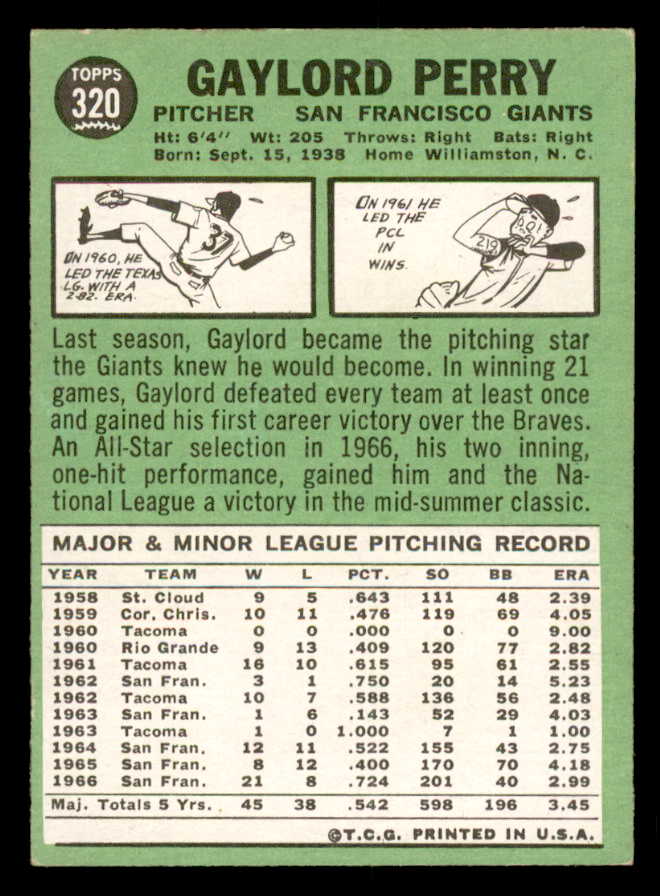 TOPPS
320
GAYLORD PERRY
PITCHER SAN FRANCISCO GIANTS
Ht: 6'4" Wt: 205 Throws: Right Bats: Right
Born: Sept. 15, 1938 Home Williamston, N. C.
37
IN 1960, HE
LED THE TEXAS
LG. WITH A
2.82. ERA.
IN 1961 HE
LED THE
PCL
IN
WINS.
219
Last season, Gaylord became the pitching star
the Giants knew he would become. In winning 21
games, Gaylord defeated every team at least once
and gained his first career victory over the Braves.
An All-Star selection in 1966, his two inning,
one-hit performance, gained him and the Na-
tional League a victory in the mid-summer classic.
MAJOR & MINOR LEAGUE PITCHING RECORD
YEAR TEAM W L PCT. SO BB ERA
1958 St. Cloud 9 5 .643 111 48 2.39
1959 Cor. Chris. 10 11 .476 119 69 4.05
1960 Tacoma 0 0 .000 0 0 9.00
1960 Rio Grande 9 13 .409 120 77 2.82
1961 Tacoma 16 10 .615 95 61 2.55
1962 San Fran. 3 1 .750 20 14 5.23
1962 Tacoma 10 7 .588 136 56 2.48
1963 San Fran. 1 6 .143 52 29 4.03
1963 Tacoma 1 0 1.000 7 1 1.00
1964 San Fran. 12 11 .522 155 43 2.75
1965 San Fran. 8 12 .400 170 70 4.18
1966 San Fran. 21 8 .724 201 40 2.99
Maj. Totals 5 Yrs. 45 38 .542 598 196 3.45
©T.C.G. PRINTED IN U.S.A.